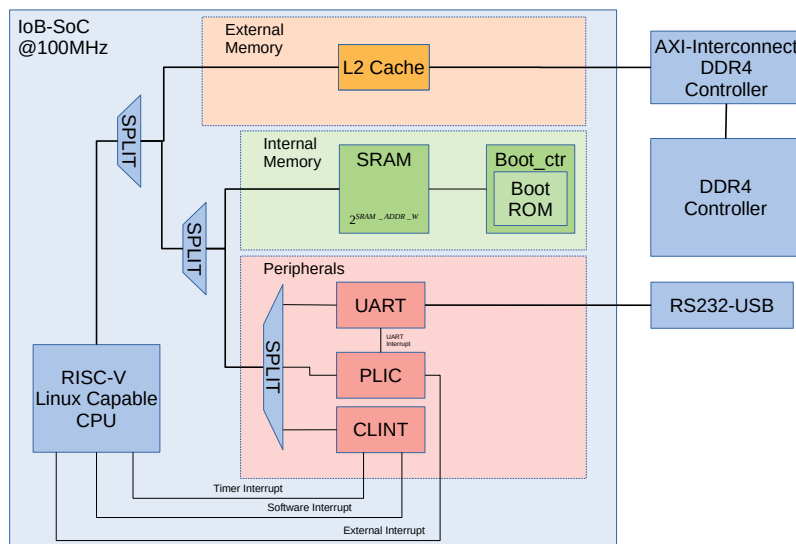 IoB-SoC
@100MHz
External
Memory
L2 Cache
AXI-Interconnect
DDR4
Controller
SPLIT
Internal
Memory
SRAM
2^SRAM_ADDR_W
Boot_ctr
Boot
ROM
DDR4
Controller
SPLIT
Peripherals
UART
RS232-USB
UART
Interrupt
SPLIT
PLIC
RISC-V
Linux Capable
CPU
CLINT
Timer Interrupt
Software Interrupt
External Interrupt